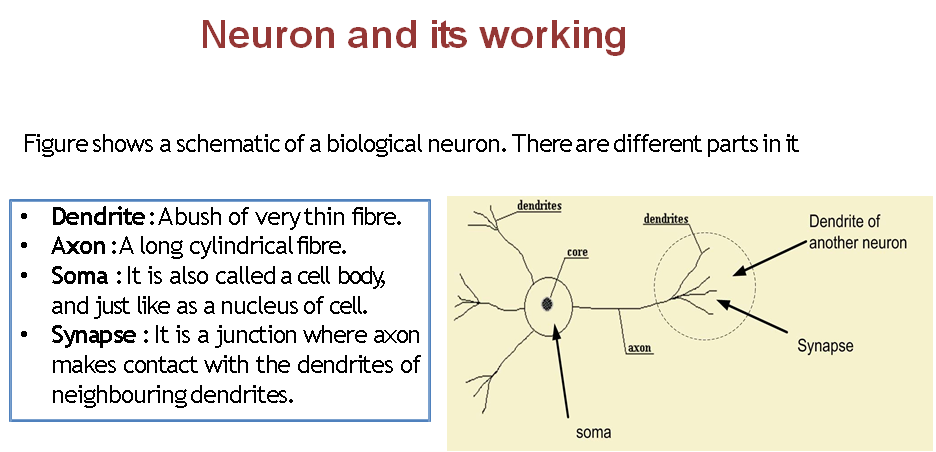 Neuron and its working
Figure shows a schematic of a biological neuron. There are different parts in it
• Dendrite : A bush of very thin fibre.
• Axon : A long cylindrical fibre.
• Soma : It is also called a cell body,
and just like as a nucleus of cell.
• Synapse : It is a junction where axon
makes contact with the dendrites of
neighbouring dendrites.
dendrites
dendrites
Dendrite of
another neuron
core
axon
Synapse
soma